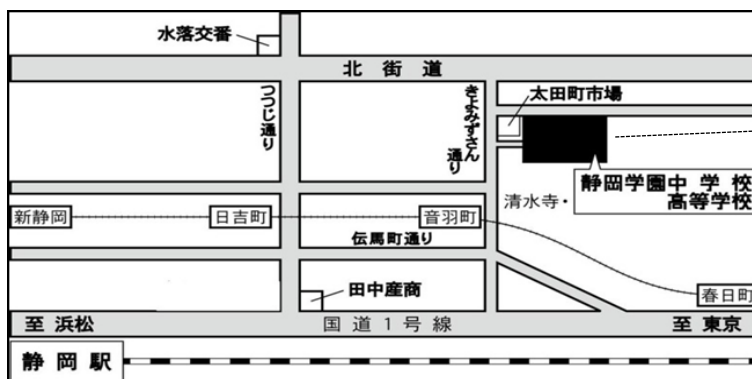 水落交番
北街道
つつじ通り
きよみずさん
通り
太田町市場
静岡学園中学校
高等学校
清水寺・
新静岡
日吉町
音羽町
伝馬町通り
春日町
田中産商
至 浜松
国道1号線
至 東京
静岡駅